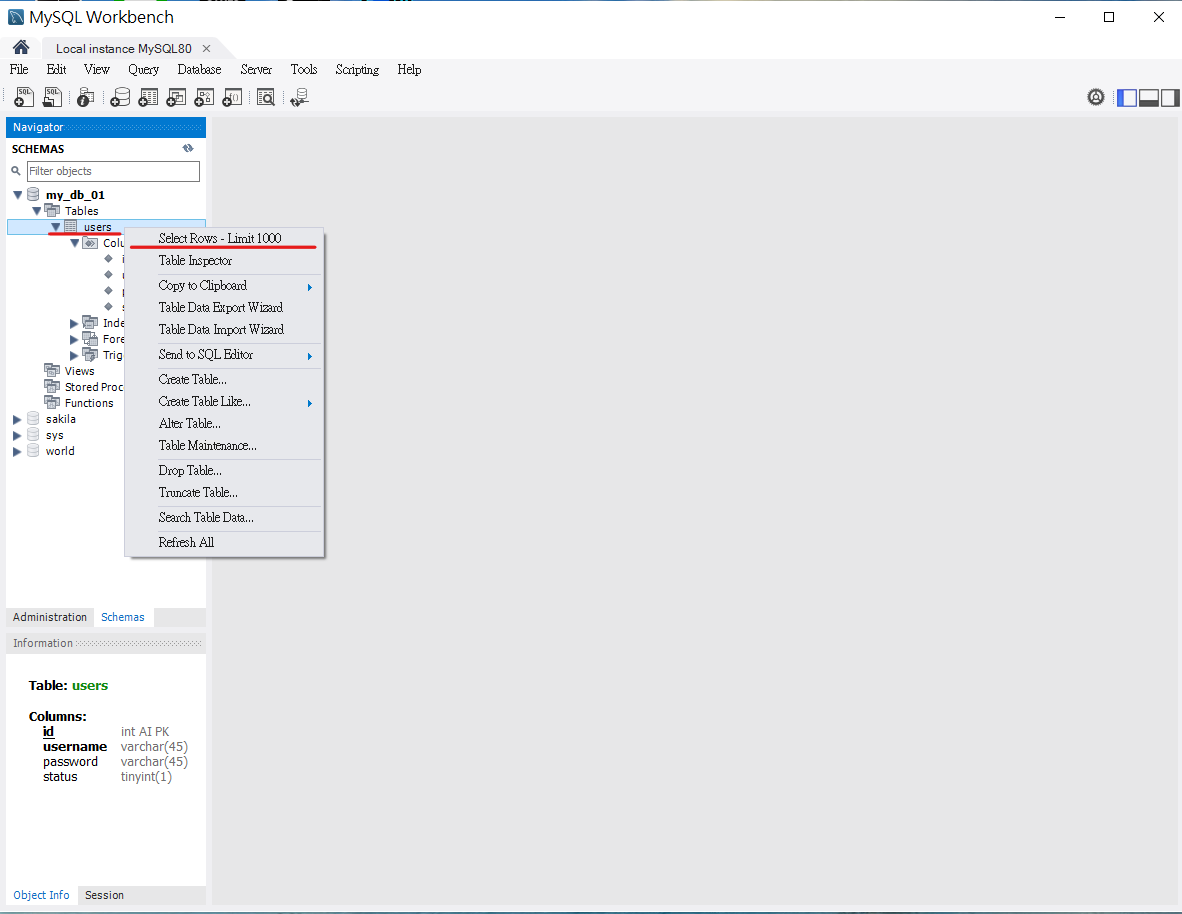 MySQL Workbench
Local instance MySQL80
File Edit View Query Database Server Tools Scripting Help
Navigator
SCHEMAS
Filter objects
my_db_01
Tables
users
Colu
Inde
Fore
Trig
Views
Stored Proc
Functions
sakila
sys
world
Select Rows - Limit 1000
Table Inspector
Copy to Clipboard
Table Data Export Wizard
Table Data Import Wizard
Send to SQL Editor
Create Table...
Create Table Like...
Alter Table...
Table Maintenance...
Drop Table...
Truncate Table...
Search Table Data...
Refresh All
Administration Schemas
Information
Table: users
Columns:
id int AI PK
username varchar(45)
password varchar(45)
status tinyint(1)
Object Info Session